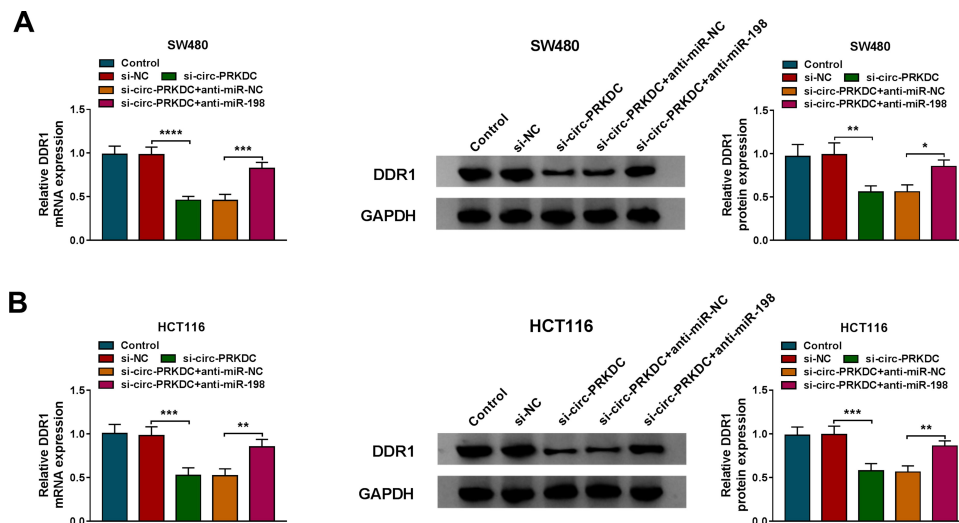 A
SW480
Control
si-NC si-circ-PRKDC
si-circ-PRKDC+anti-miR-NC
si-circ-PRKDC+anti-miR-198
Relative DDR1
mRNA expression
1.5
1.0
0.5
0.0
****
***
SW480
Control
si-NC
si-circ-PRKDC
si-circ-PRKDC+anti-miR-NC
si-circ-PRKDC+anti-miR-198
DDR1
GAPDH
SW480
Control
si-NC si-circ-PRKDC
si-circ-PRKDC+anti-miR-NC
si-circ-PRKDC+anti-miR-198
Relative DDR1
protein expression
1.5
1.0
0.5
0.0
**
*
B
HCT116
Control
si-NC si-circ-PRKDC
si-circ-PRKDC+anti-miR-NC
si-circ-PRKDC+anti-miR-198
Relative DDR1
mRNA expression
1.5
1.0
0.5
0.0
***
**
HCT116
Control
si-NC
si-circ-PRKDC
si-circ-PRKDC+anti-miR-NC
si-circ-PRKDC+anti-miR-198
DDR1
GAPDH
HCT116
Control
si-NC si-circ-PRKDC
si-circ-PRKDC+anti-miR-NC
si-circ-PRKDC+anti-miR-198
Relative DDR1
protein expression
1.5
1.0
0.5
0.0
***
**